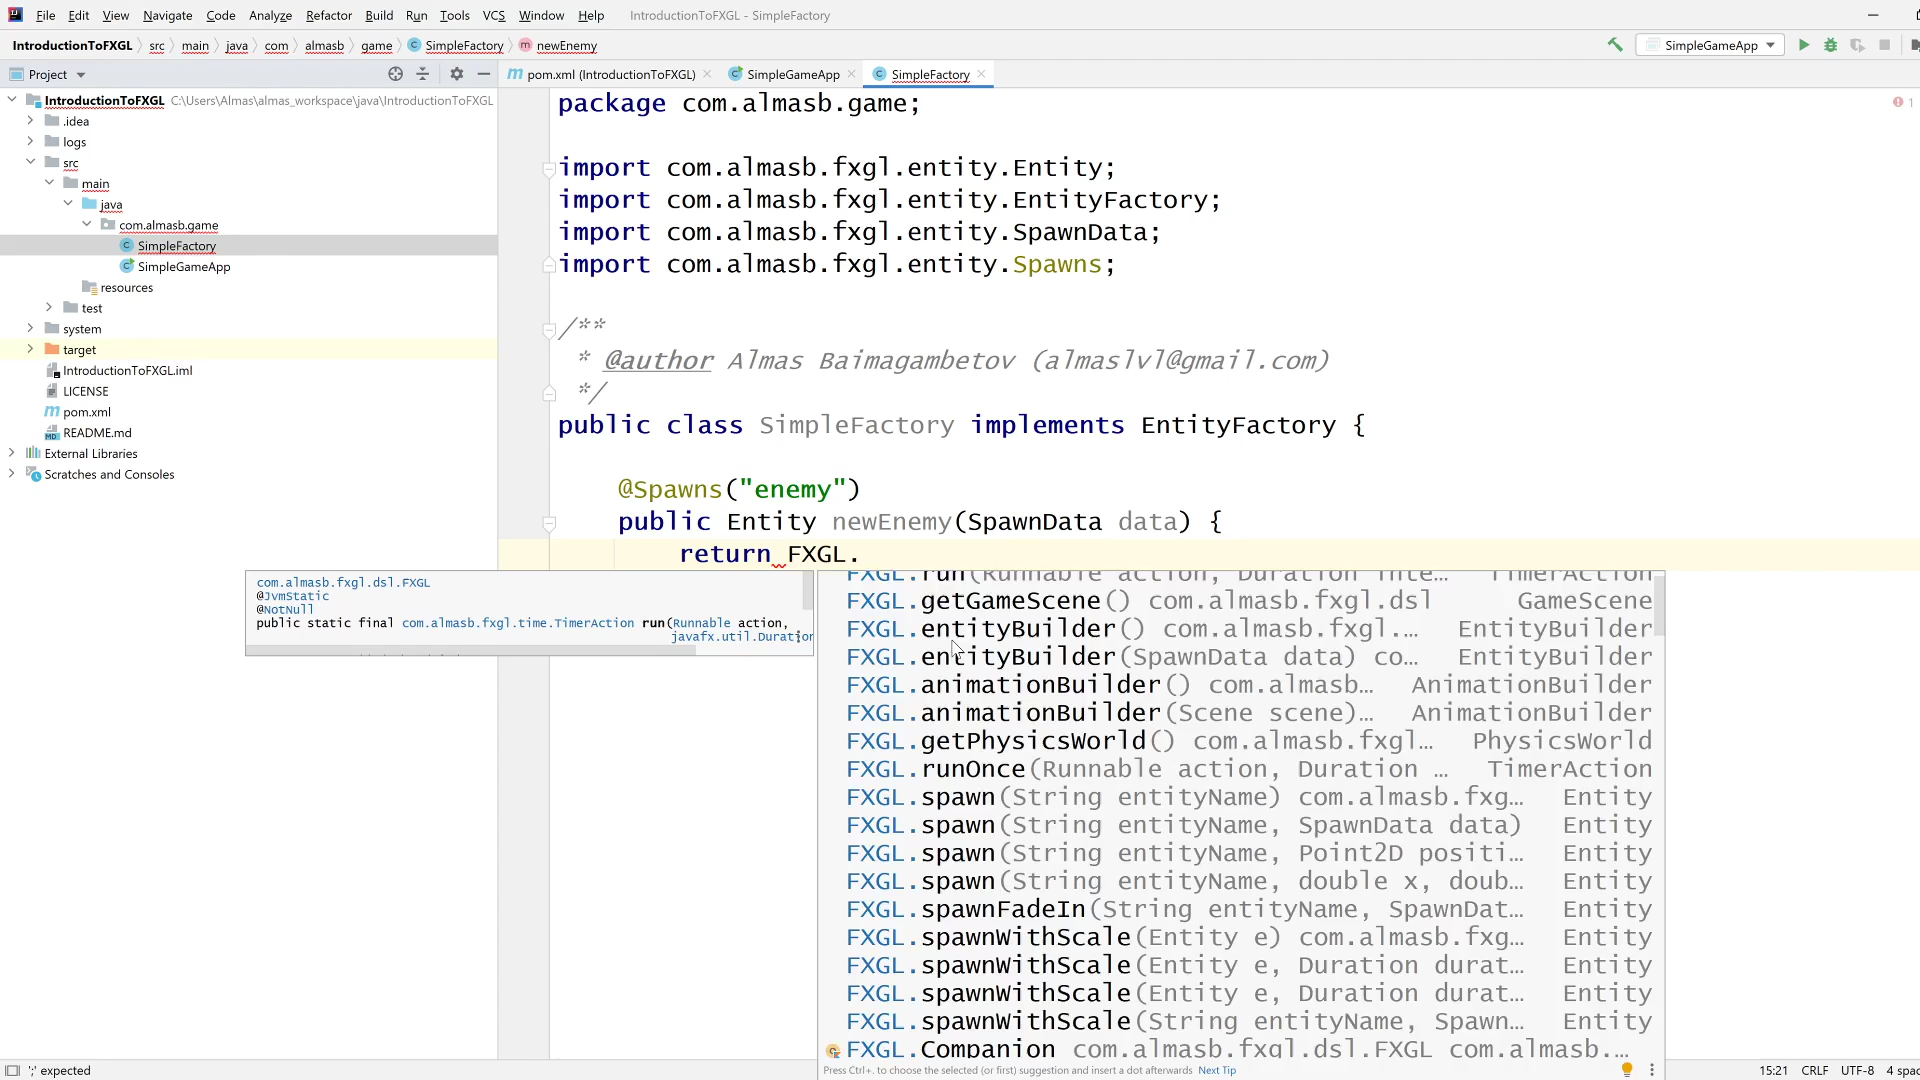 File Edit View Navigate Code Analyze Refactor Build Run Tools VCS Window Help IntroductionToFXGL - SimpleFactory
IntroductionToFXGL src main java com almasb game SimpleFactory newEnemy
SimpleGameApp
Project
pom.xml (IntroductionToFXGL) SimpleGameApp SimpleFactory
IntroductionToFXGL C:\Users\Almas\almas_workspace\java\IntroductionToFXGL
.idea
logs
src
main
java
com.almasb.game
SimpleFactory
SimpleGameApp
resources
test
system
target
IntroductionToFXGL.iml
LICENSE
pom.xml
README.md
External Libraries
Scratches and Consoles
package com.almasb.game;
1
import com.almasb.fxgl.entity.Entity;
import com.almasb.fxgl.entity.EntityFactory;
import com.almasb.fxgl.entity.SpawnData;
import com.almasb.fxgl.entity.Spawns;
/**
* @author Almas Baimagambetov (almaslvl@gmail.com)
*/
public class SimpleFactory implements EntityFactory {
@Spawns("enemy")
public Entity newEnemy(SpawnData data) {
return FXGL.
com.almasb.fxgl.dsl.FXGL
@JvmStatic
@NotNull
public static final com.almasb.fxgl.time.TimerAction run(Runnable action,
javafx.util.Duration
FXGL.run(Runnable action, Duration inte… TimerAction
FXGL.getGameScene() com.almasb.fxgl.dsl GameScene
FXGL.entityBuilder() com.almasb.fxgl.… EntityBuilder
FXGL.entityBuilder(SpawnData data) co… EntityBuilder
FXGL.animationBuilder() com.almasb… AnimationBuilder
FXGL.animationBuilder(Scene scene)… AnimationBuilder
FXGL.getPhysicsWorld() com.almasb.fxgl… PhysicsWorld
FXGL.runOnce(Runnable action, Duration … TimerAction
FXGL.spawn(String entityName) com.almasb.fxg… Entity
FXGL.spawn(String entityName, SpawnData data) Entity
FXGL.spawn(String entityName, Point2D positi… Entity
FXGL.spawn(String entityName, double x, doub… Entity
FXGL.spawnFadeIn(String entityName, SpawnDat… Entity
FXGL.spawnWithScale(Entity e) com.almasb.fxg… Entity
FXGL.spawnWithScale(Entity e, Duration durat… Entity
FXGL.spawnWithScale(Entity e, Duration durat… Entity
FXGL.spawnWithScale(String entityName, Spawn… Entity
FXGL.Companion com.almasb.fxgl.dsl.FXGL com.almasb.…
Press Ctrl+. to choose the selected (or first) suggestion and insert a dot afterwards Next Tip
';' expected
15:21 CRLF UTF-8 4 spac